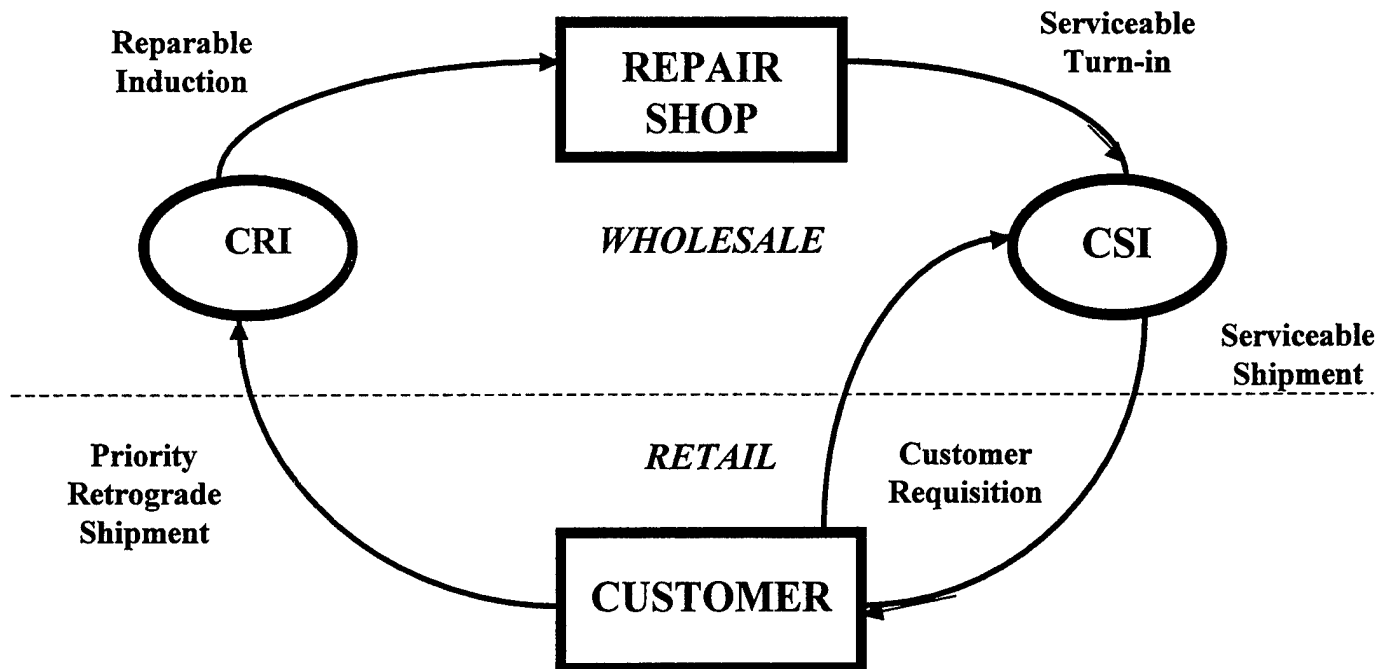 Reparable
Induction
REPAIR
SHOP
Serviceable
Turn-in
CRI
WHOLESALE
CSI
Serviceable
Shipment
Priority
Retrograde
Shipment
RETAIL
Customer
Requisition
CUSTOMER